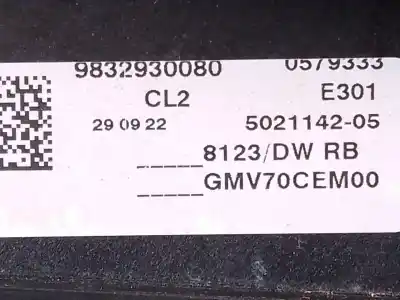 9832930080 0579333
CL2 E301
29 09 22 5021142-05
_____8123/DW RB
_____GMV70CEM00